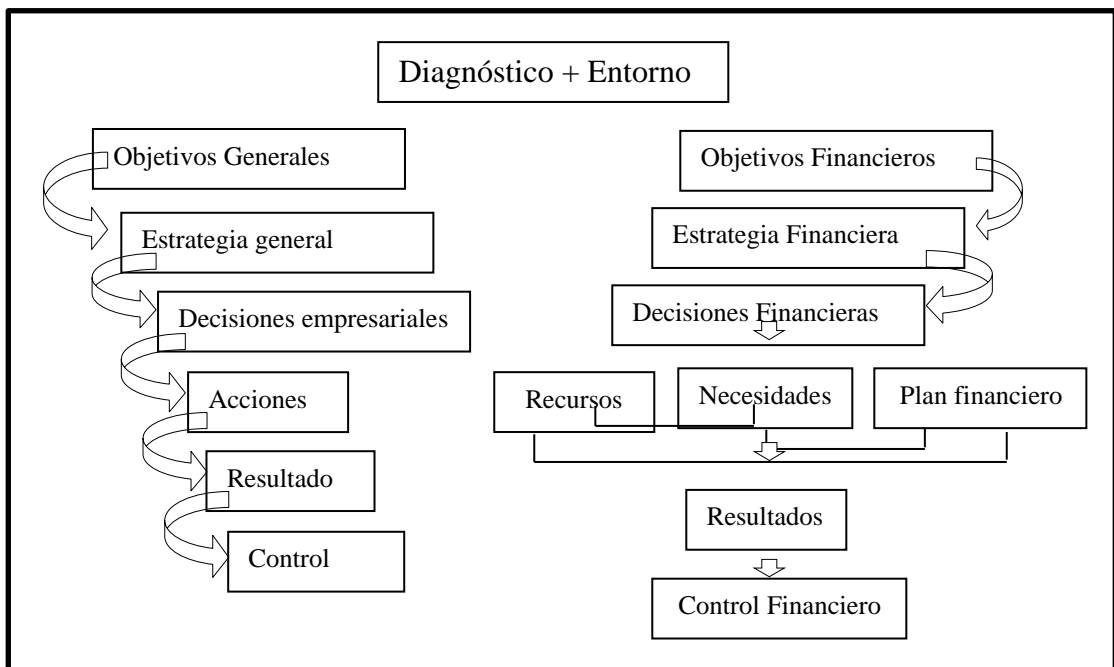 Diagnóstico + Entorno
Objetivos Generales
Estrategia general
Decisiones empresariales
Acciones
Resultado
Control
Objetivos Financieros
Estrategia Financiera
Decisiones Financieras
Recursos
Necesidades
Plan financiero
Resultados
Control Financiero